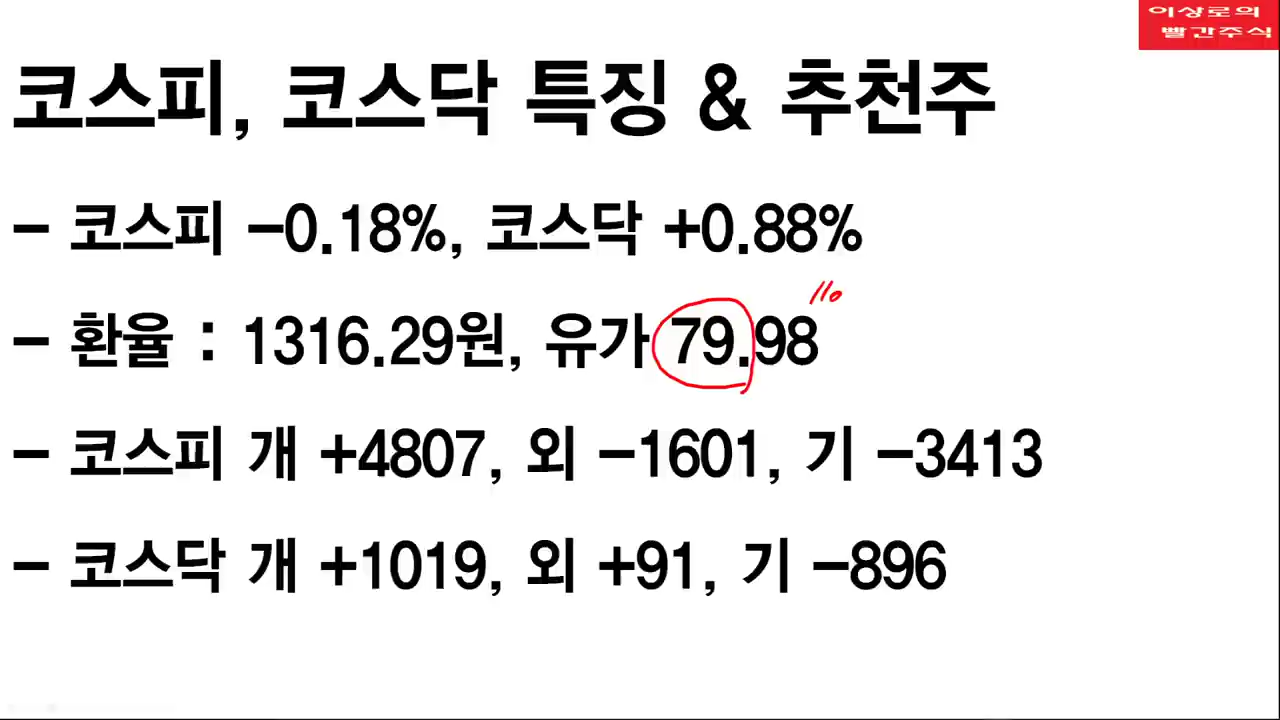 이상로의
빨간주식
코스피, 코스닥 특징 & 추천주
- 코스피 -0.18%, 코스닥 +0.88%
110
- 환율 : 1316.29원, 유가 79.98
- 코스피 개 +4807, 외 -1601, 기 -3413
- 코스닥 개 +1019, 외 +91, 기 -896